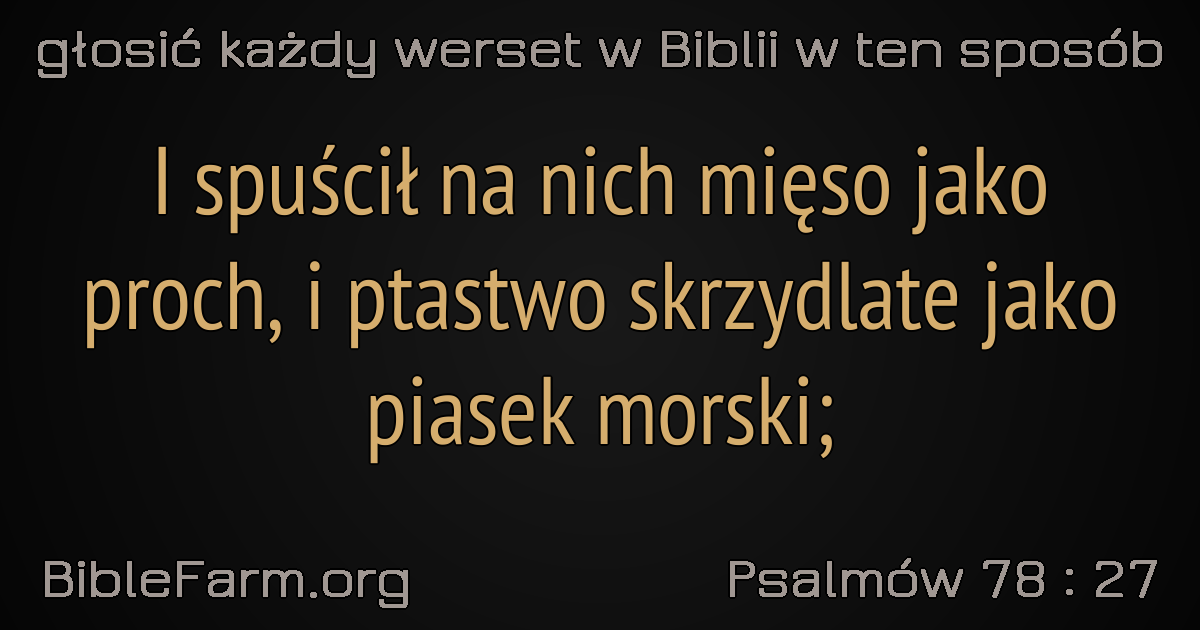 głosić każdy werset w Biblii w ten sposób
I spuścił na nich mięso jako
proch, i ptastwo skrzydlate jako
piasek morski;
BibleFarm.org
Psalmów 78 : 27